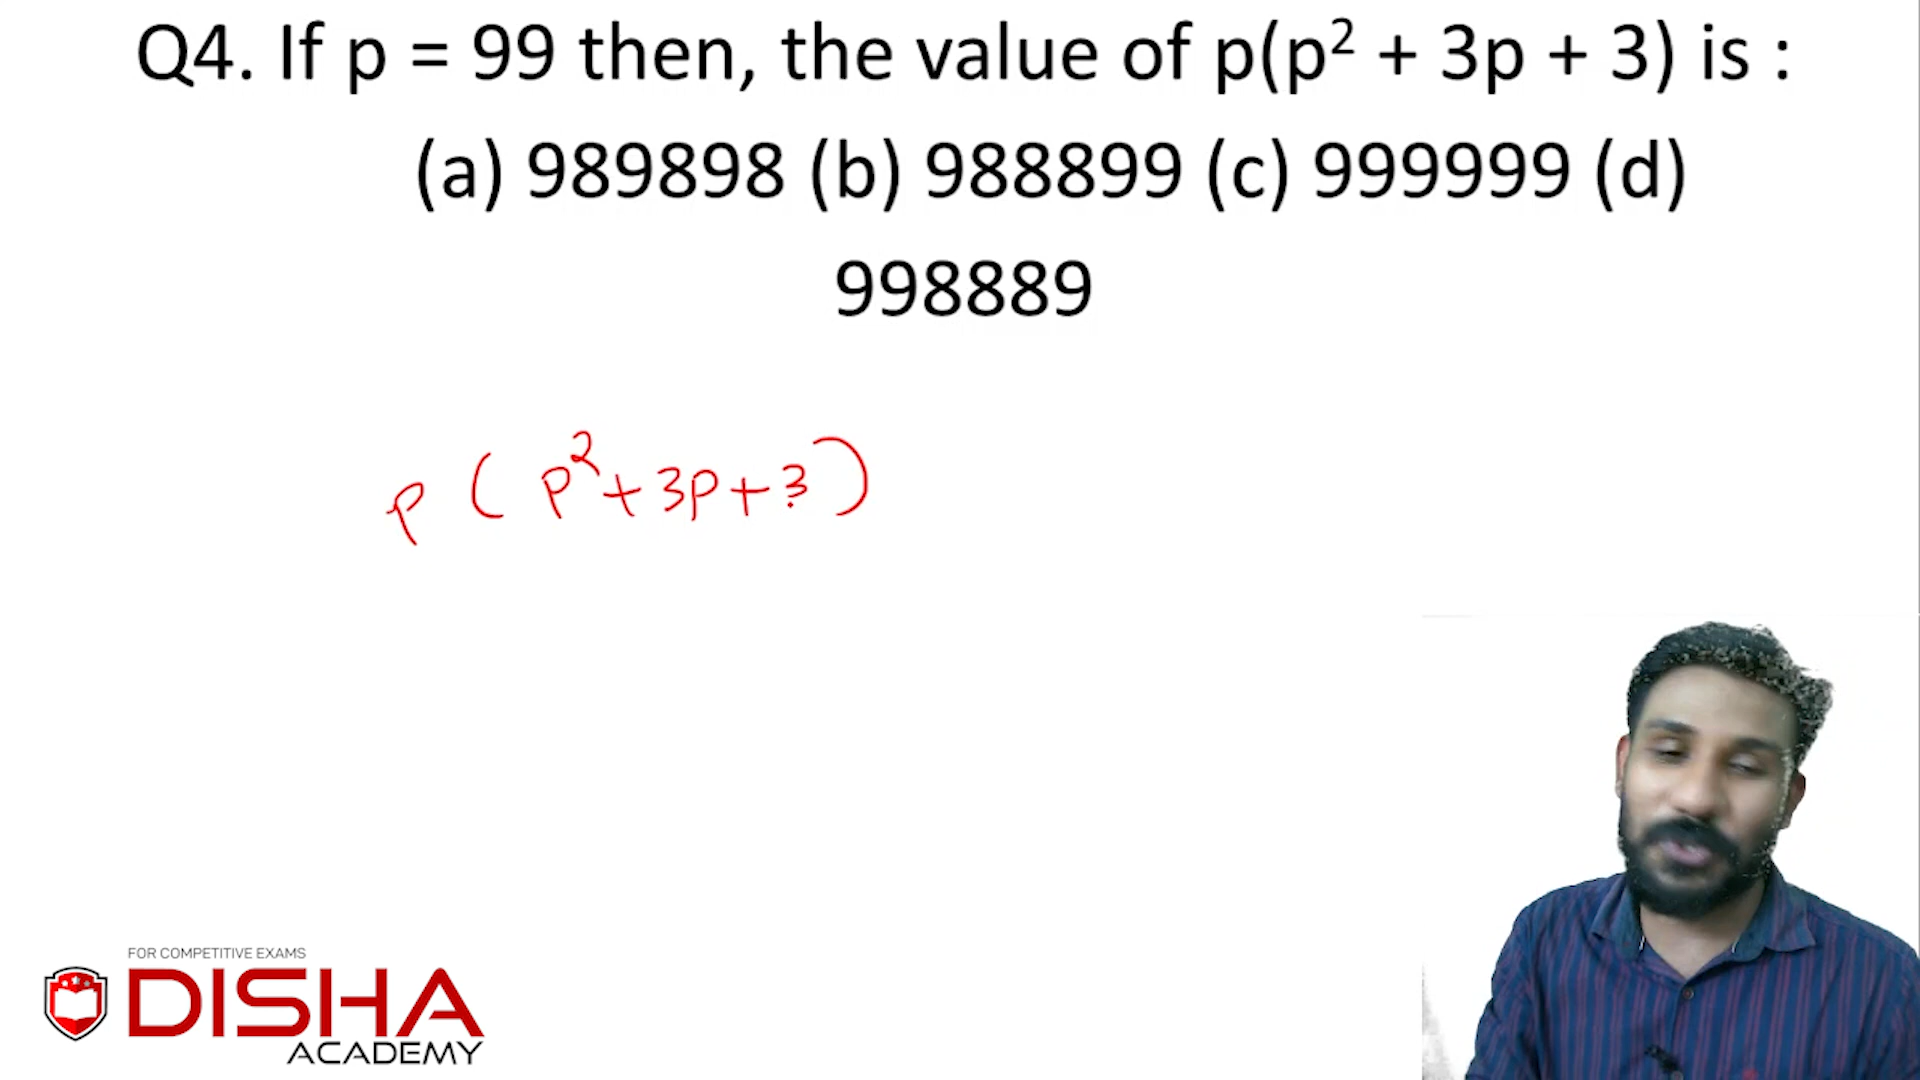 Q4. If p = 99 then, the value of p(p² + 3p + 3) is :
(a) 989898 (b) 988899 (c) 999999 (d)
998889
p ( p² + 3p + 3 )
FOR COMPETITIVE EXAMS
DISHA
ACADEMY